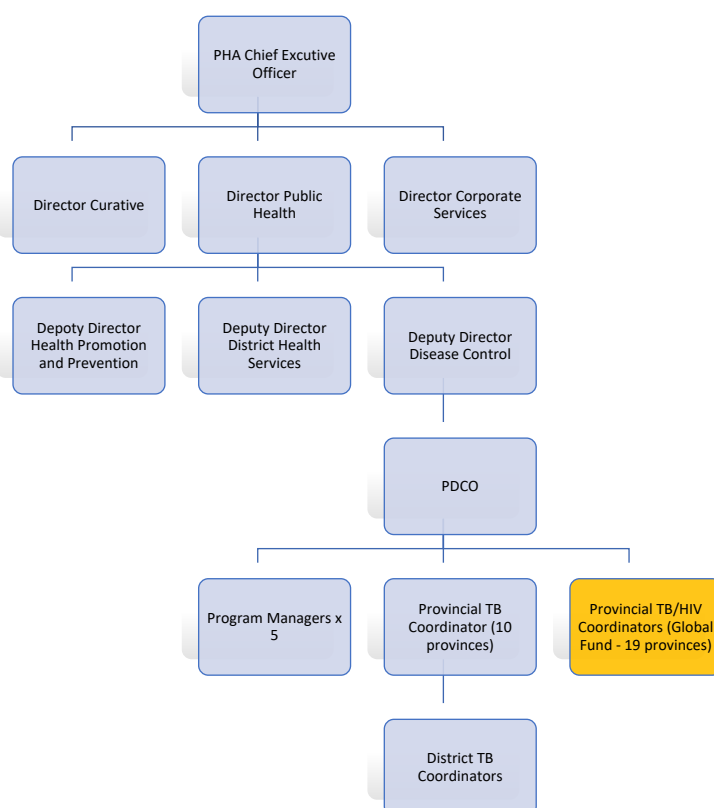 PHA Chief Excutive
Officer
Director Curative
Director Public
Health
Director Corporate
Services
Depoty Director
Health Promotion
and Prevention
Deputy Director
District Health
Services
Deputy Director
Disease Control
PDCO
Program Managers x
5
Provincial TB
Coordinator (10
provinces)
Provincial TB/HIV
Coordinators (Global
Fund - 19 provinces)
District TB
Coordinators